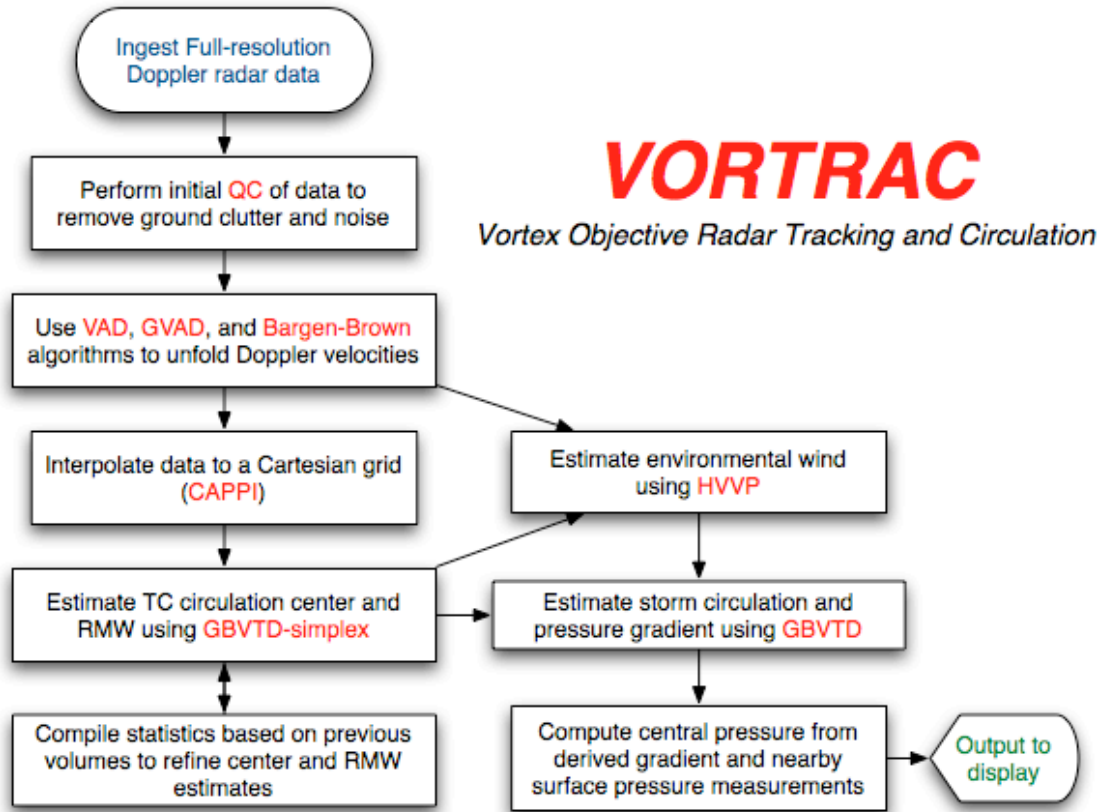 Ingest Full-resolution
Doppler radar data
VORTRAC
Vortex Objective Radar Tracking and Circulation
Perform initial QC of data to
remove ground clutter and noise
Use VAD, GVAD, and Bargen-Brown
algorithms to unfold Doppler velocities
Interpolate data to a Cartesian grid
(CAPPI)
Estimate environmental wind
using HVVP
Estimate TC circulation center and
RMW using GBVTD-simplex
Estimate storm circulation and
pressure gradient using GBVTD
Compile statistics based on previous
volumes to refine center and RMW
estimates
Compute central pressure from
derived gradient and nearby
surface pressure measurements
Output to
display